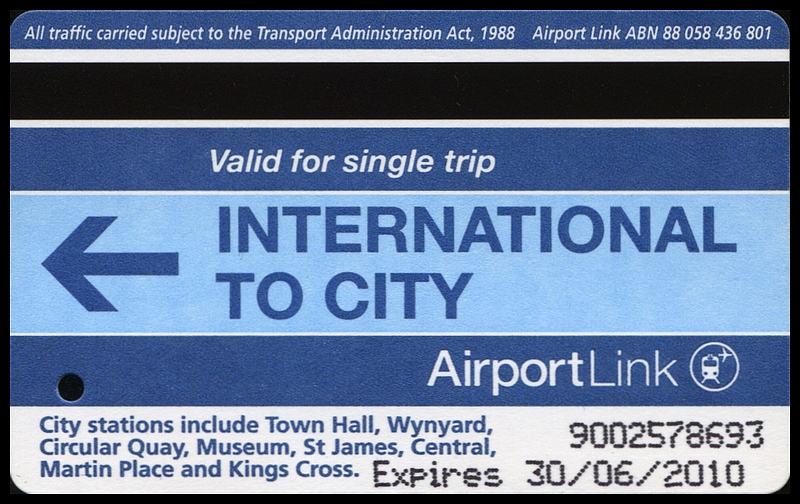 All traffic carried subject to the Transport Administration Act, 1988 Airport Link ABN 88 058 436 801
Valid for single trip
INTERNATIONAL
TO CITY
AirportLink
City stations include Town Hall, Wynyard,
Circular Quay, Museum, St James, Central,
Martin Place and Kings Cross.
9002578693
Expires 30/06/2010